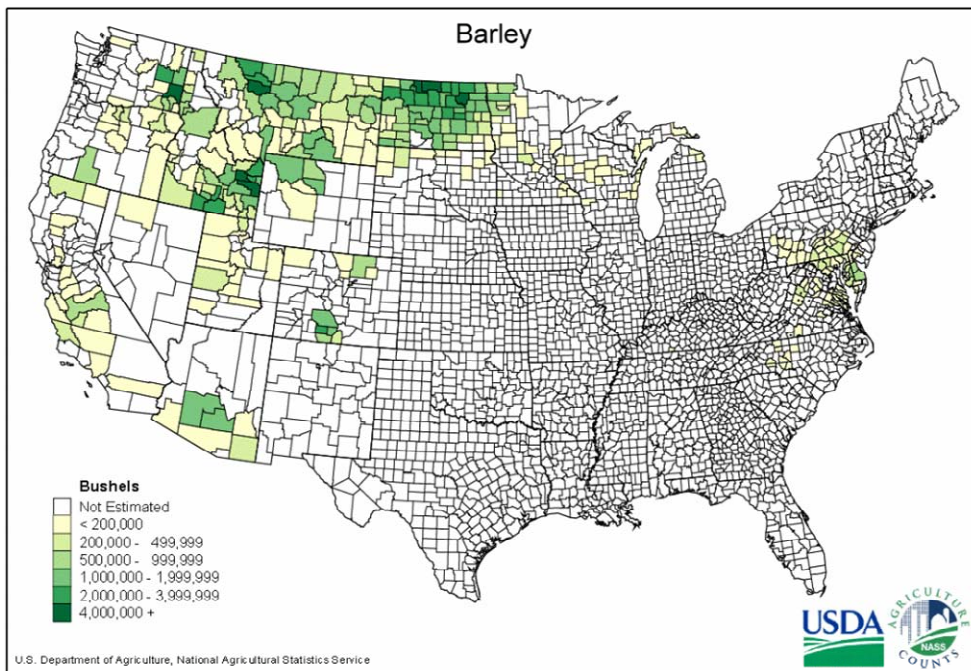 Barley
Bushels
Not Estimated
< 200,000
200,000 - 499,999
500,000 - 999,999
1,000,000 - 1,999,999
2,000,000 - 3,999,999
4,000,000 +
U.S. Department of Agriculture, National Agricultural Statistics Service
USDA
AGRICULTURE
NASS
COUNTS